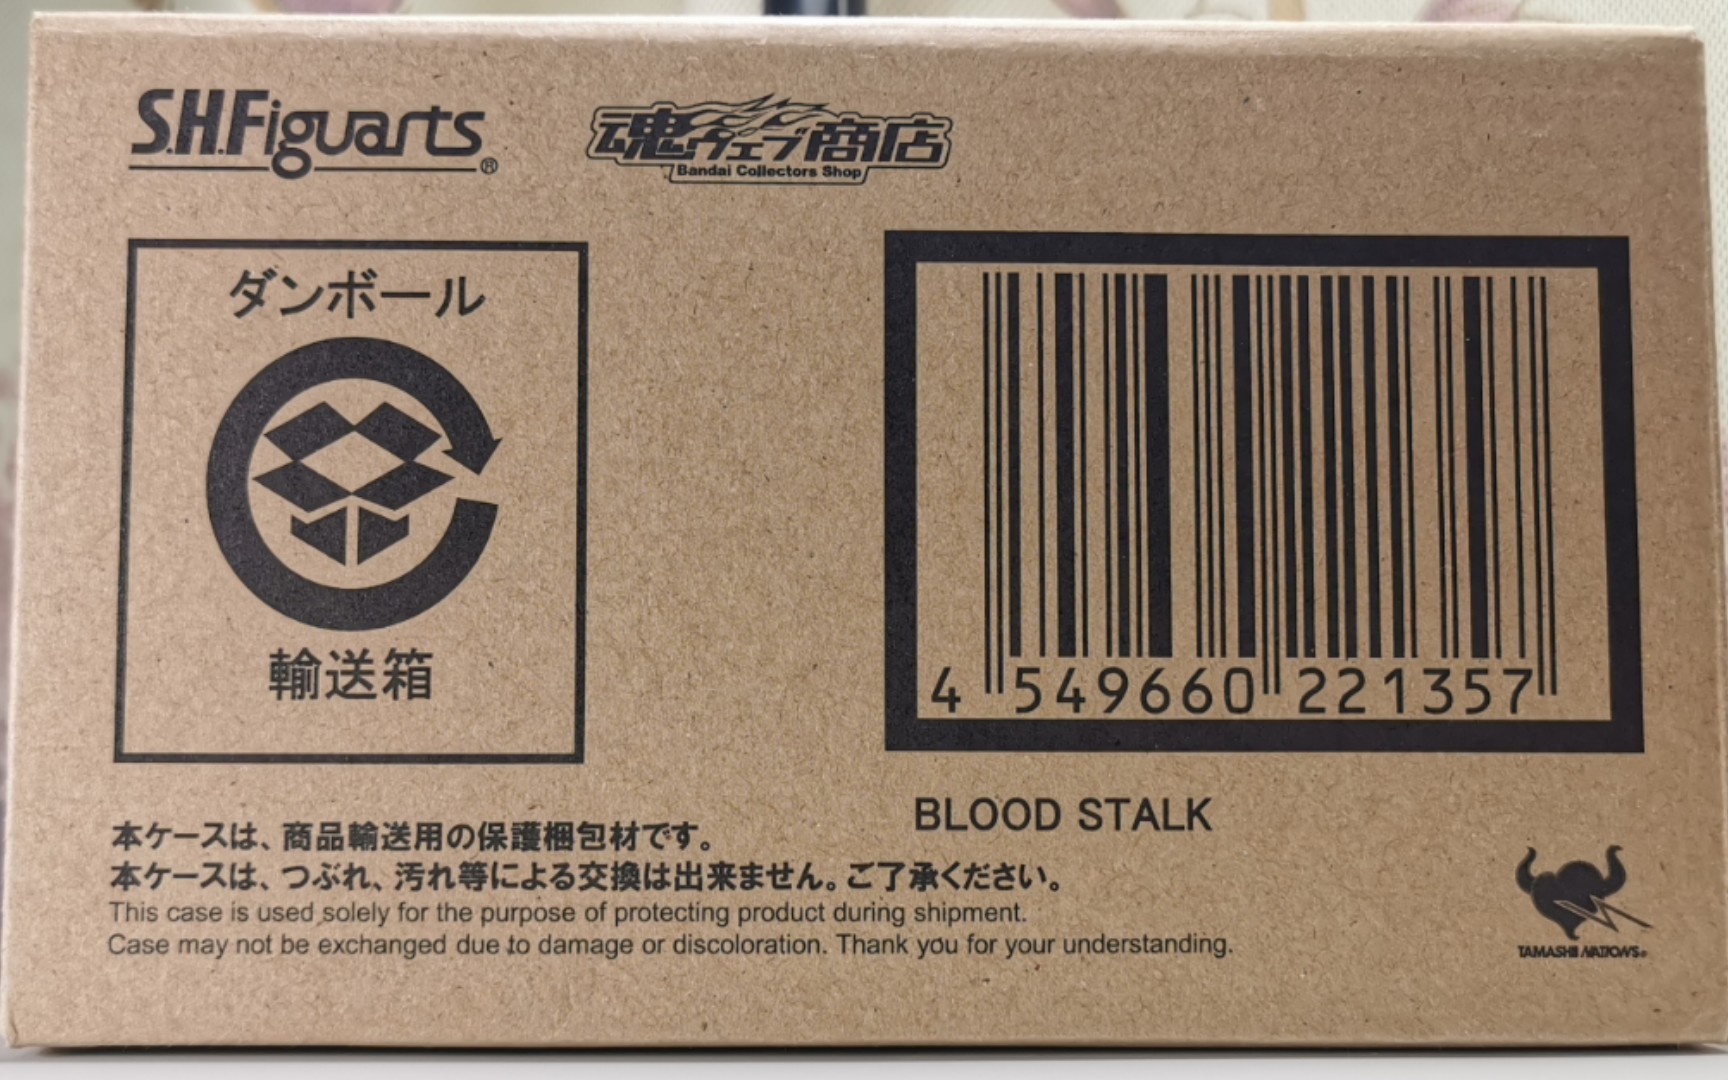 S.H.Figuarts®
魂ウェブ商店
Bandai Collectors Shop
ダンボール
輸送箱
4 549660 221357
BLOOD STALK
本ケースは、商品輸送用の保護梱包材です。
本ケースは、つぶれ、汚れ等による交換は出来ません。ご了承ください。
This case is used solely for the purpose of protecting product during shipment.
Case may not be exchanged due to damage or discoloration. Thank you for your understanding.
TAMASHII NATIONS®